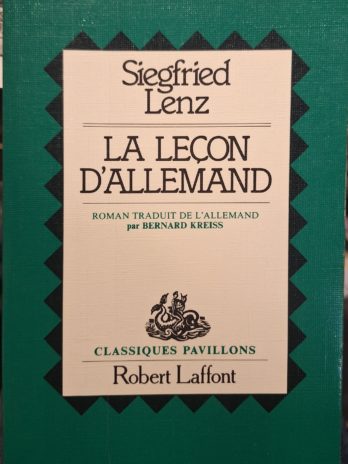 Siegfried
Lenz
LA LEÇON
D'ALLEMAND
ROMAN TRADUIT DE L'ALLEMAND
par BERNARD KREISS
CLASSIQUES PAVILLONS
Robert Laffont